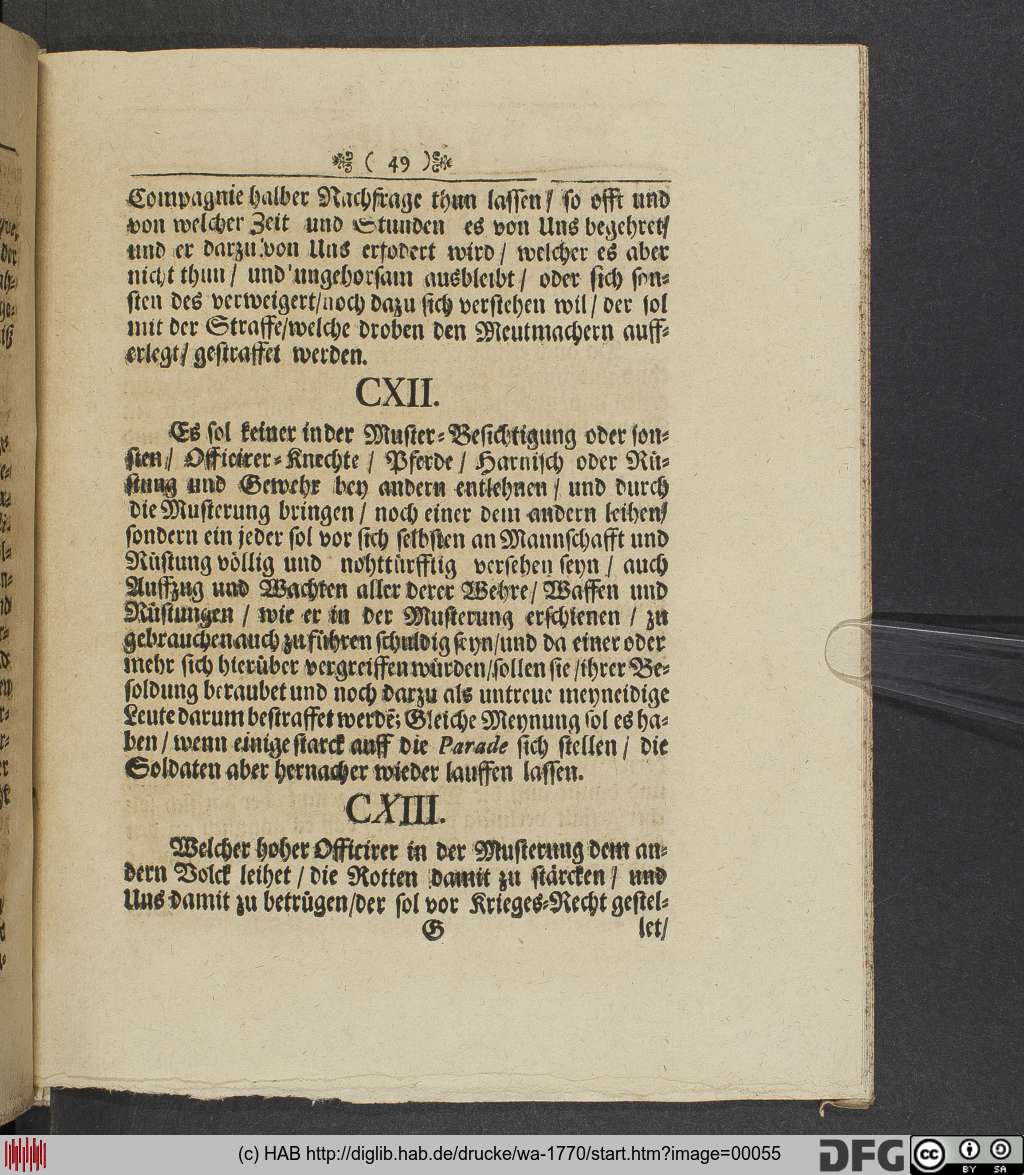 ( 49 )
Compagnie halber Nachfrage thun lassen / so offt und
von welcher Zeit und Stunden es von Uns begehret/
und er darzu von Uns erfodert wird / welcher es aber
nicht thun / und ungehorsam ausbleibt / oder sich son-
sten des verweigert/noch dazu sich verstehen wil / der sol
mit der Straffe/welche droben den Meutmachern auff-
erlegt/ gestraffet werden.
CXII.
Es sol keiner in der Muster-Besichtigung oder son-
sten / Officirer-Knechte / Pferde / Harnisch oder Rü-
stung und Gewehr bey andern entlehnen / und durch
die Musterung bringen / noch einer dem andern leihen/
sondern ein jeder sol vor sich selbsten an Mannschafft und
Rüstung völlig und nohttürfftig versehen seyn / auch
Auffzug und Wachten aller derer Wehre / Waffen und
Rüstungen / wie er in der Musterung erschienen / zu
gebrauchen auch zu führen schuldig seyn/und da einer oder
mehr sich hierüber vergreiffen würden/sollen sie /ihrer Be-
soldung beraubet und noch darzu als untreue meyneidige
Leute darum bestraffet werdē; Gleiche Meynung sol es ha-
ben / wenn einige starck auff die Parade sich stellen / die
Soldaten aber hernacher wieder lauffen lassen.
CXIII.
Welcher hoher Officirer in der Musterung dem an-
dern Volck leihet / die Rotten damit zu stärcken / und
Uns damit zu betrügen/der sol vor Krieges-Recht gestel-
G let/
(c) HAB http://diglib.hab.de/drucke/wa-1770/start.htm?image=00055
DFG
cc BY SA